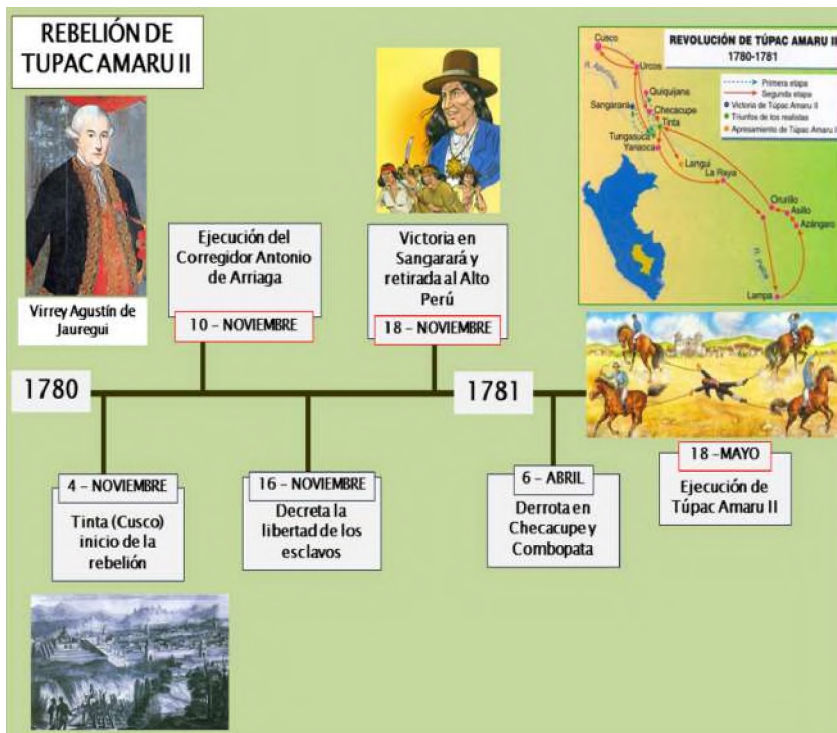 REBELIÓN DE
TUPAC AMARU II
Virrey Agustín de
Jauregui
Ejecución del
Corregidor Antonio
de Arriaga
10 – NOVIEMBRE
Victoria en
Sangarará y
retirada al Alto
Perú
18 – NOVIEMBRE
REVOLUCIÓN DE TÚPAC AMARU II
1780-1781
Primera etapa
Segunda etapa
Victoria de Túpac Amaru II
Triunfos de los realistas
Apresamiento de Túpac Amaru II
Cusco
Urcos
Quiquijana
Sangarará
Checacupe
Tinta
Tungasuca
Yanaoca
Langui
La Raya
Orurillo
Asillo
Azángaro
Lampa
1780
1781
4 – NOVIEMBRE
Tinta (Cusco)
inicio de la
rebelión
16 – NOVIEMBRE
Decreta la
libertad de los
esclavos
6 – ABRIL
Derrota en
Checacupe y
Combopata
18 –MAYO
Ejecución de
Túpac Amaru II